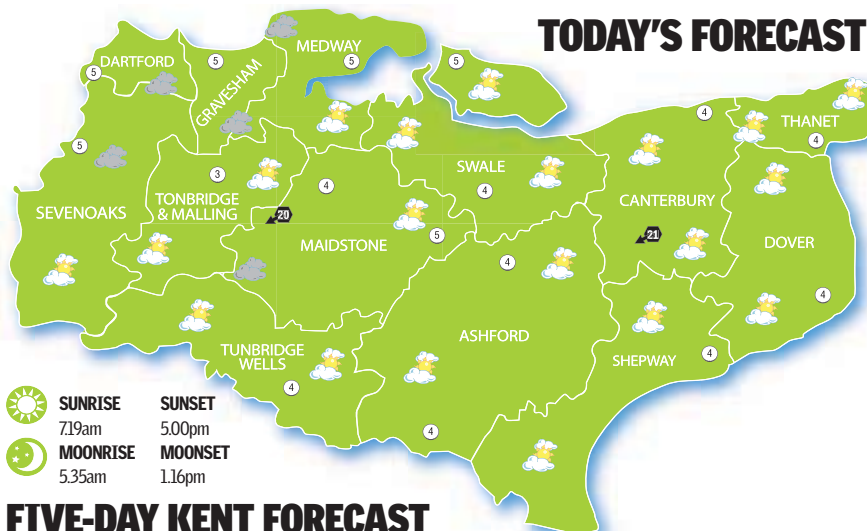 TODAY'S FORECAST
MEDWAY
DARTFORD
5
5
5
5
GRAVESHAM
4
THANET
4
5
SWALE
3
4
4
TONBRIDGE
& MALLING
SEVENOAKS
CANTERBURY
20
MAIDSTONE
5
21
DOVER
4
4
ASHFORD
TUNBRIDGE
WELLS
SHEPWAY
4
4
4
SUNRISE SUNSET
7.19am 5.00pm
MOONRISE MOONSET
5.35am 1.16pm
FIVE-DAY KENT FORECAST